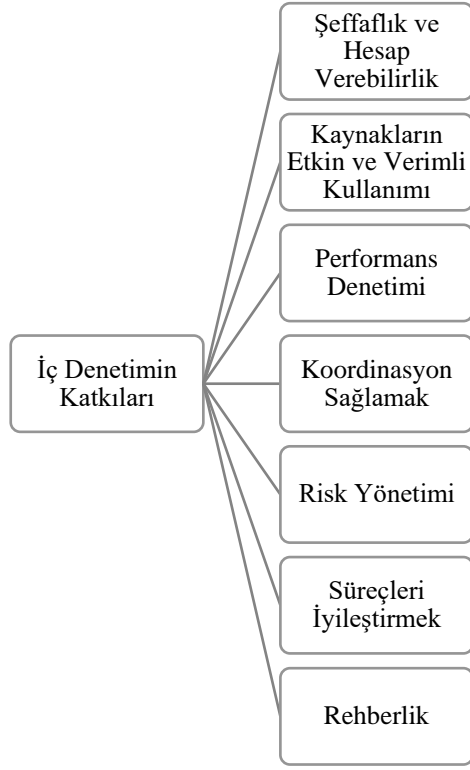 Şeffaflık ve
Hesap
Verebilirlik
Kaynakların
Etkin ve Verimli
Kullanımı
Performans
Denetimi
İç Denetimin
Katkıları
Koordinasyon
Sağlamak
Risk Yönetimi
Süreçleri
İyileştirmek
Rehberlik